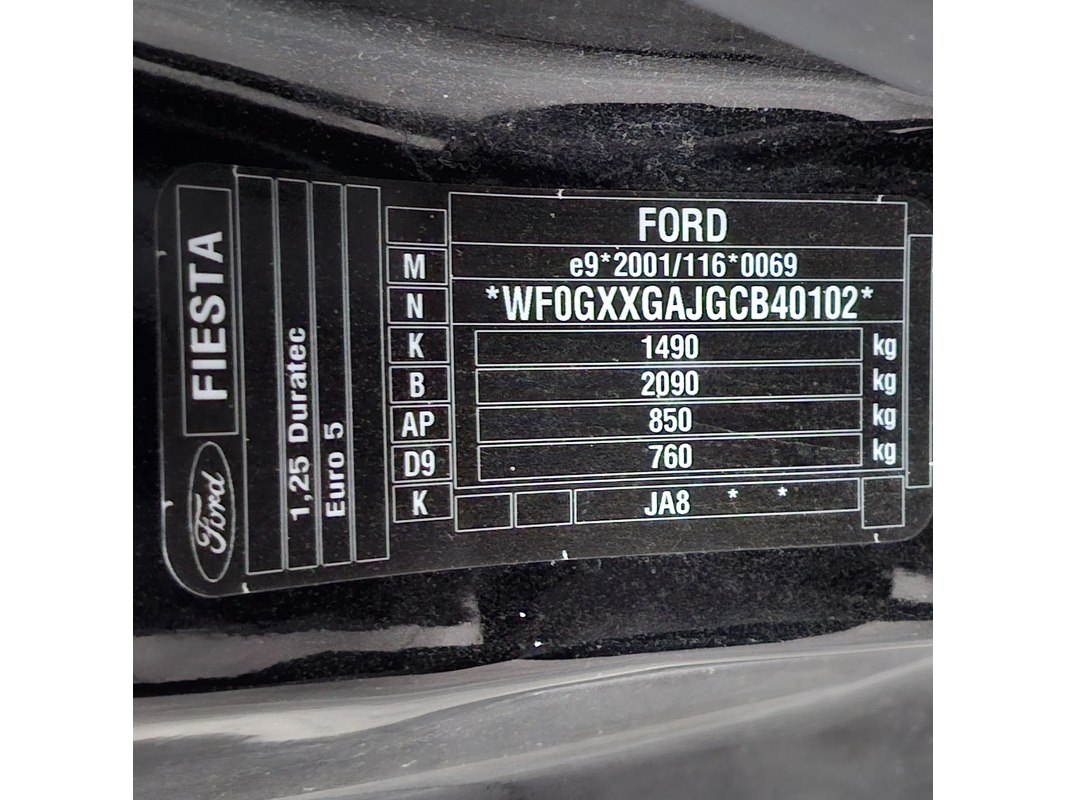 FORD
M e9*2001/116*0069
N *WF0GXXGAJGCB40102*
K 1490 kg
B 2090 kg
AP 850 kg
D9 760 kg
K JA8 * *
FIESTA
Ford
1,25 Duratec
Euro 5